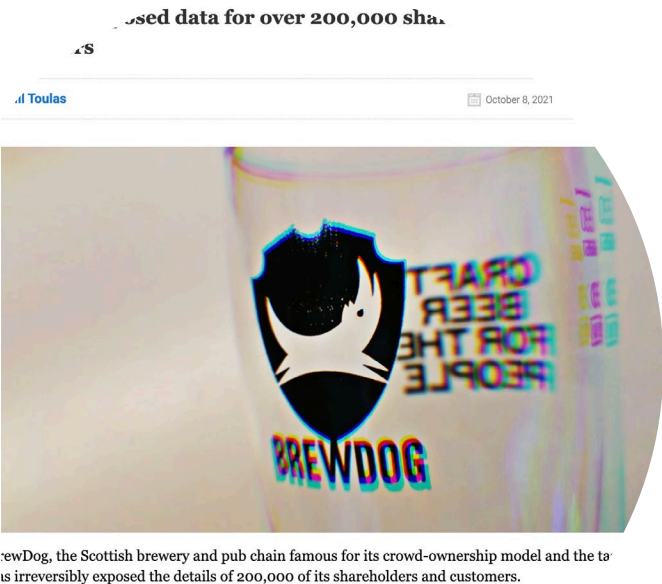 data for over 200,000
Toulas October 8, 2021
CRAFT
BEER
FOR THE
PEOPLE
BREWDOG
the Scottish brewery and pub chain famous for its crowd-ownership model and the
irreversibly exposed the details of 200,000 of its shareholders and customers.